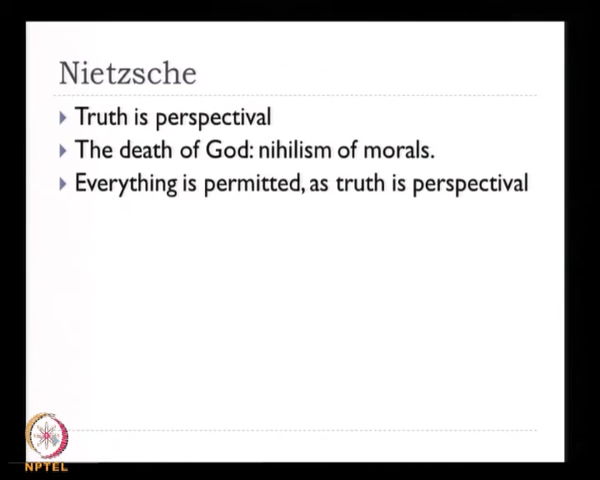 Nietzsche
Truth is perspectival
The death of God: nihilism of morals.
Everything is permitted, as truth is perspectival
NPTEL